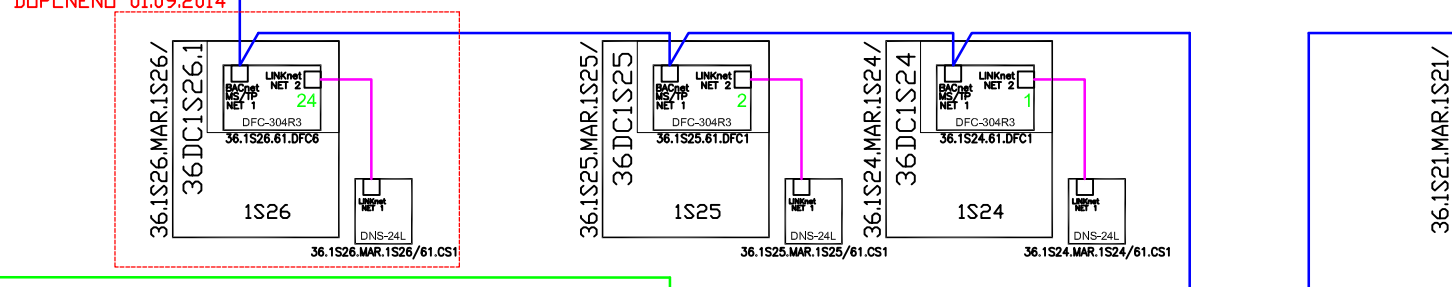 DOPLNĚNO 01.09.2014
36.1S26.MAR.1S26/
36DC1S26.1
BACnet
MS/TP
NET 1
LINKnet
NET 2
24
DFC-304R3
36.1S26.61.DFC6
1S26
LINKnet
NET 1
DNS-24L
36.1S26.MAR.1S26/61.CS1
36.1S25.MAR.1S25/
36DC1S25
BACnet
MS/TP
NET 1
LINKnet
NET 2
2
DFC-304R3
36.1S25.61.DFC1
1S25
LINKnet
NET 1
DNS-24L
36.1S25.MAR.1S25/61.CS1
36.1S24.MAR.1S24/
36DC1S24
BACnet
MS/TP
NET 1
LINKnet
NET 2
1
DFC-304R3
36.1S24.61.DFC1
1S24
LINKnet
NET 1
DNS-24L
36.1S24.MAR.1S24/61.CS1
36.1S21.MAR.1S21/